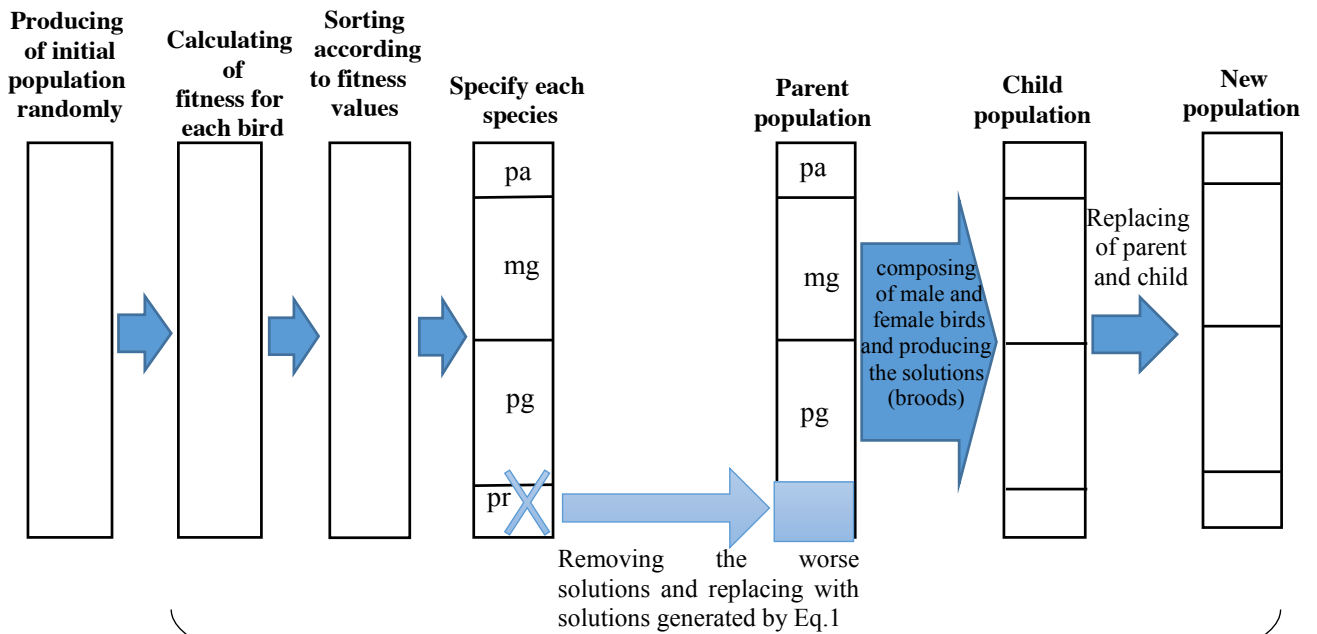 Producing
of initial
population
randomly
Calculating
of
fitness for
each bird
Sorting
according
to fitness
values
Specify each
species
pa
mg
pg
pr
Removing the worse
solutions and replacing with
solutions generated by Eq.1
Parent
population
pa
mg
pg
composing
of male and
female birds
and producing
the solutions
(broods)
Child
population
Replacing
of parent
and child
New
population